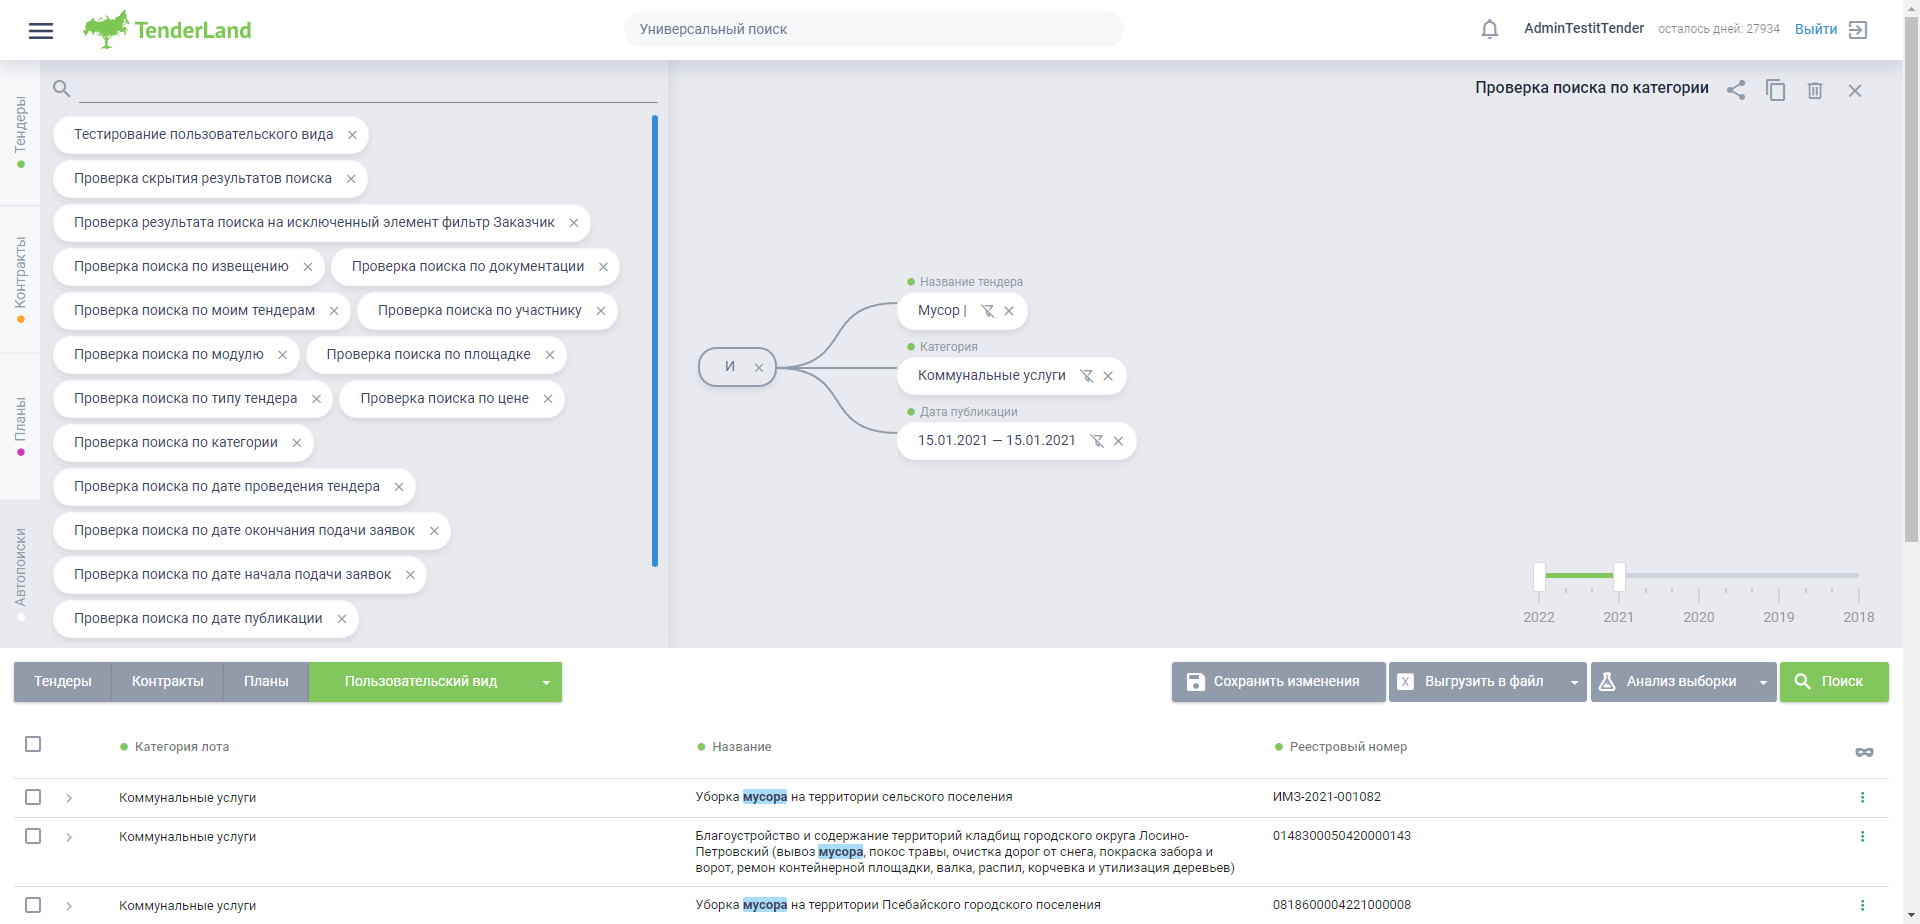 TenderLand
Универсальный поиск
AdminTestitTender
осталось дней: 27934
Выйти
Тендеры
Контракты
Планы
Автопоиски
Тестирование пользовательского вида
Проверка скрытия результатов поиска
Проверка результата поиска на исключенный элемент фильтр Заказчик
Проверка поиска по извещению
Проверка поиска по документации
Проверка поиска по моим тендерам
Проверка поиска по участнику
Проверка поиска по модулю
Проверка поиска по площадке
Проверка поиска по типу тендера
Проверка поиска по цене
Проверка поиска по категории
Проверка поиска по дате проведения тендера
Проверка поиска по дате окончания подачи заявок
Проверка поиска по дате начала подачи заявок
Проверка поиска по дате публикации
Проверка поиска по категории
И
Название тендера
Мусор |
Категория
Коммунальные услуги
Дата публикации
15.01.2021 — 15.01.2021
2022 2021 2020 2019 2018
Тендеры Контракты Планы Пользовательский вид
Сохранить изменения X Выгрузить в файл Анализ выборки Поиск
Категория лота Название Реестровый номер
Коммунальные услуги Уборка мусора на территории сельского поселения ИМЗ-2021-001082
Коммунальные услуги Благоустройство и содержание территорий кладбищ городского округа Лосино- 0148300050420000143
Петровский (вывоз мусора, покос травы, очистка дорог от снега, покраска забора и
ворот, ремон контейнерной площадки, валка, распил, корчевка и утилизация деревьев)
Коммунальные услуги Уборка мусора на территории Псебайского городского поселения 0818600004221000008